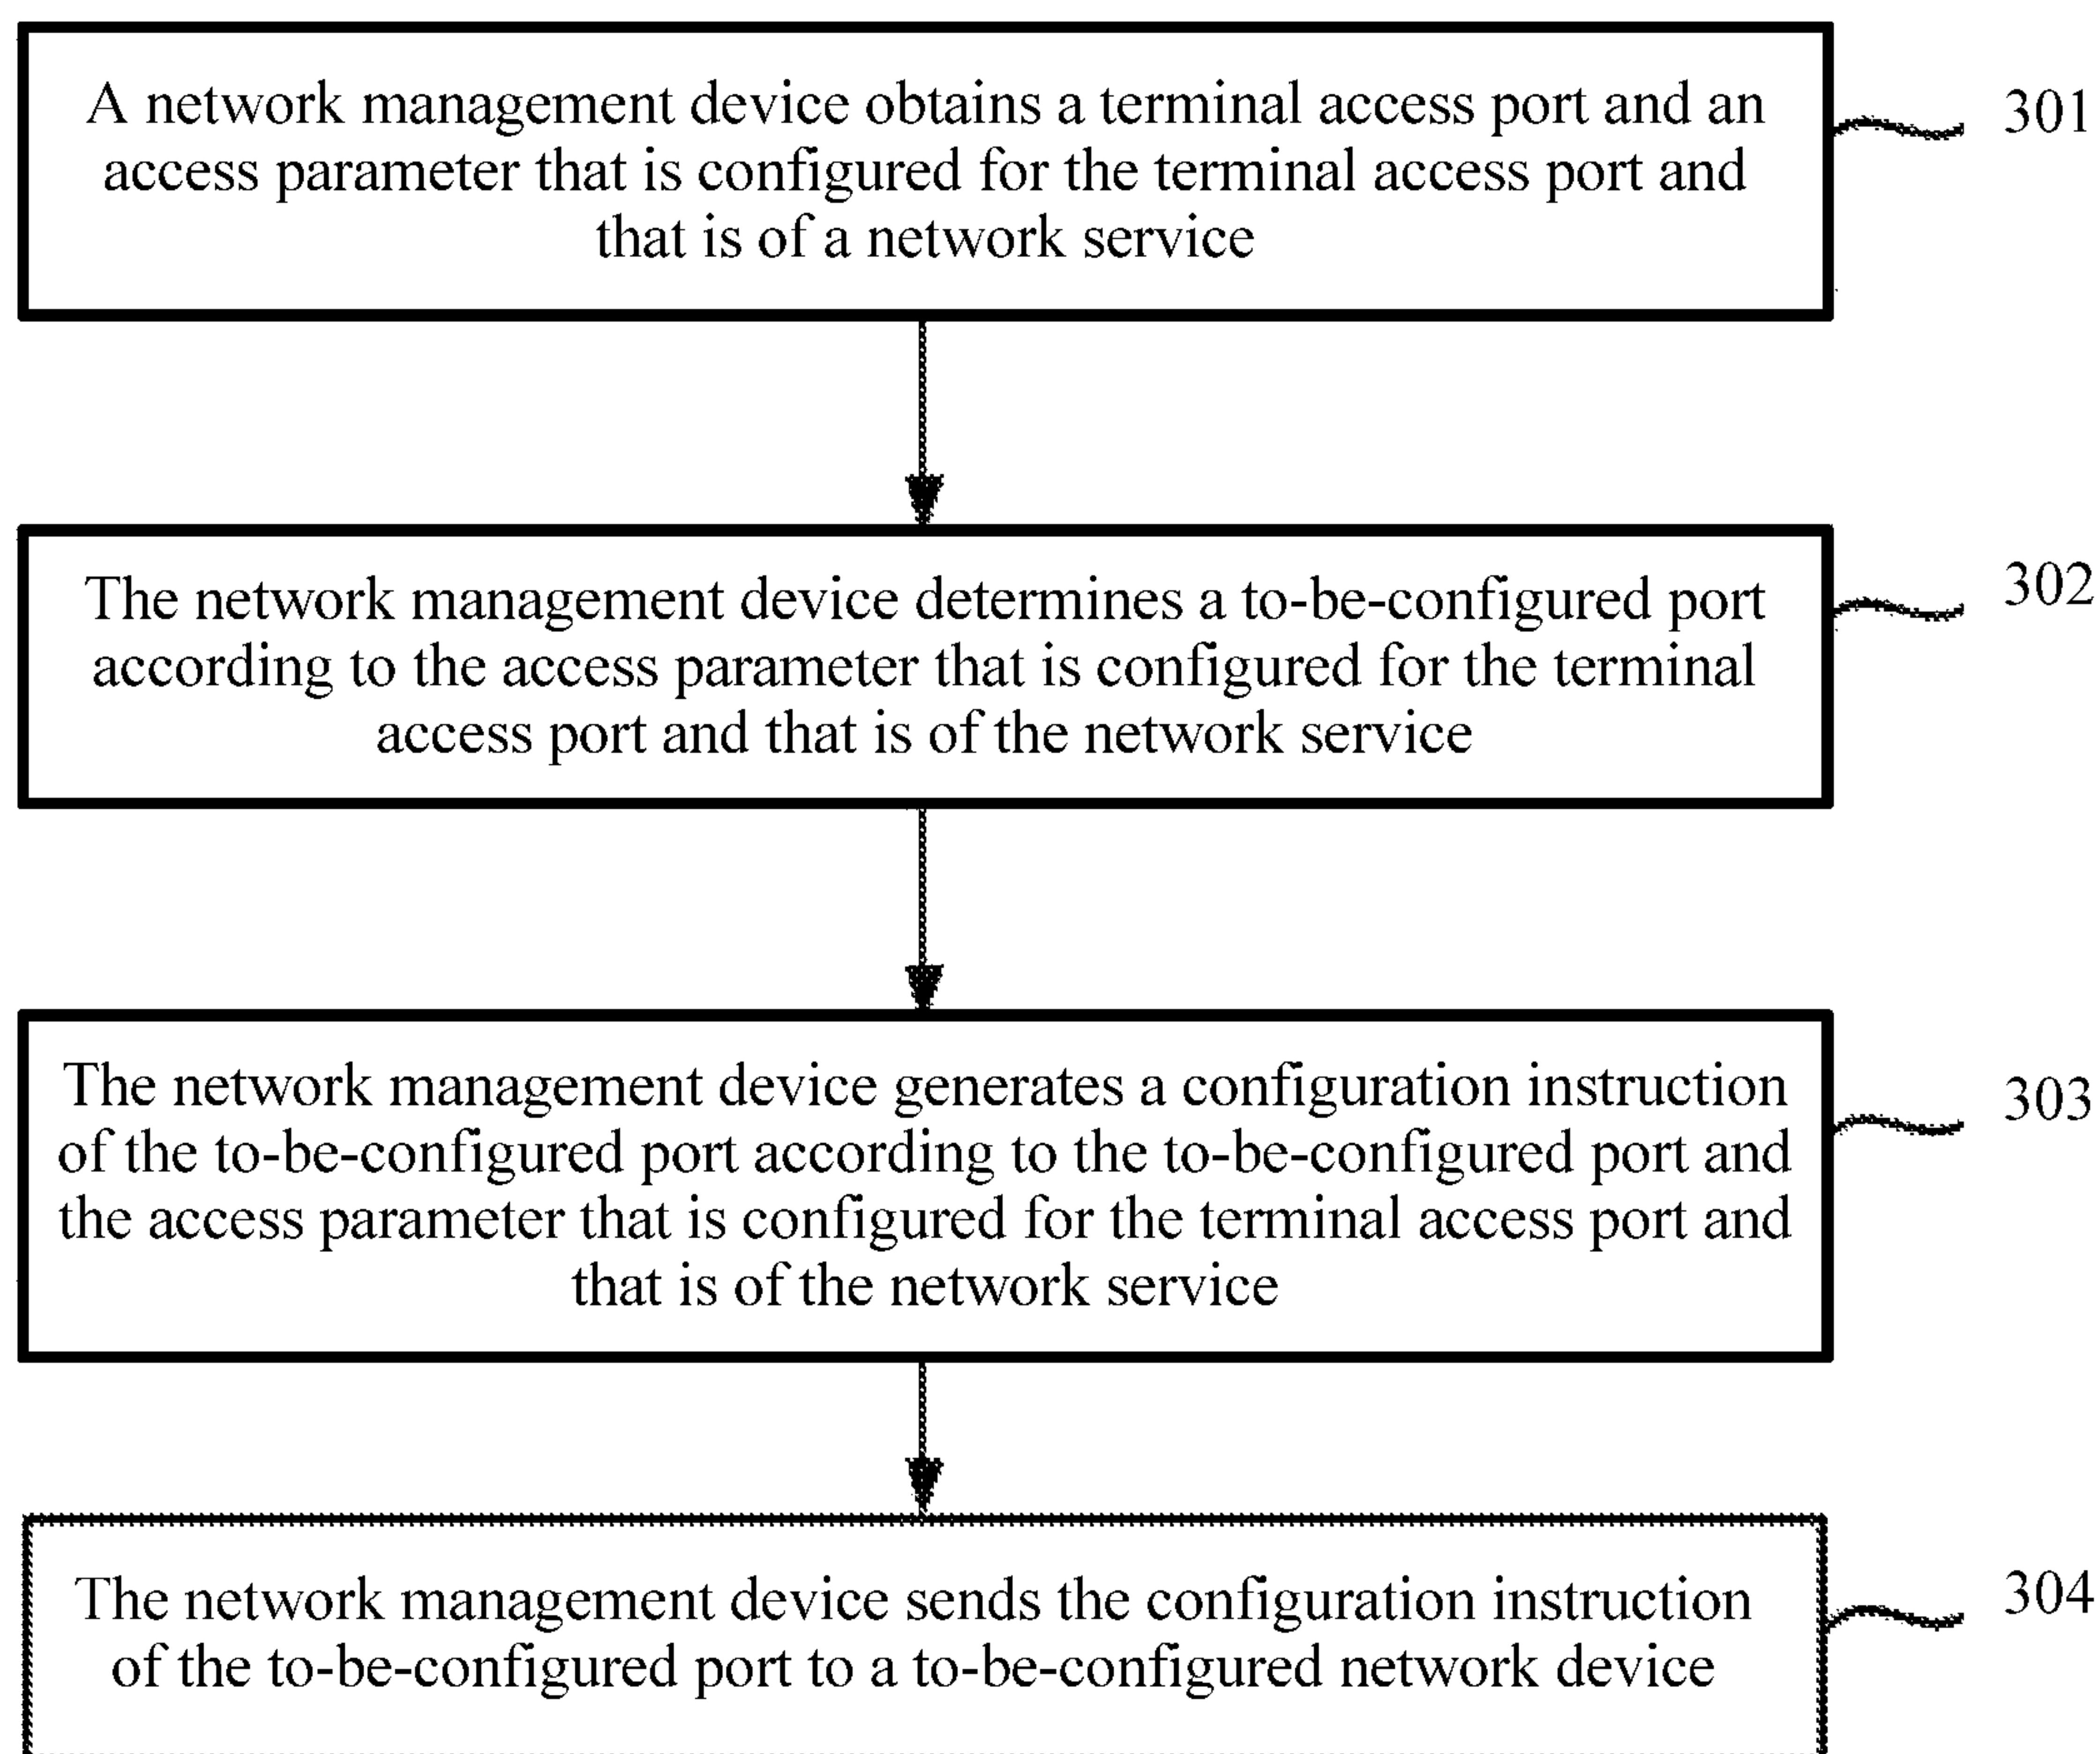 A network management device obtains a terminal access port and an
access parameter that is configured for the terminal access port and
that is of a network service
301
The network management device determines a to-be-configured port
according to the access parameter that is configured for the terminal
access port and that is of the network service
302
The network management device generates a configuration instruction
of the to-be-configured port according to the to-be-configured port and
the access parameter that is configured for the terminal access port and
that is of the network service
303
The network management device sends the configuration instruction
of the to-be-configured port to a to-be-configured network device
304